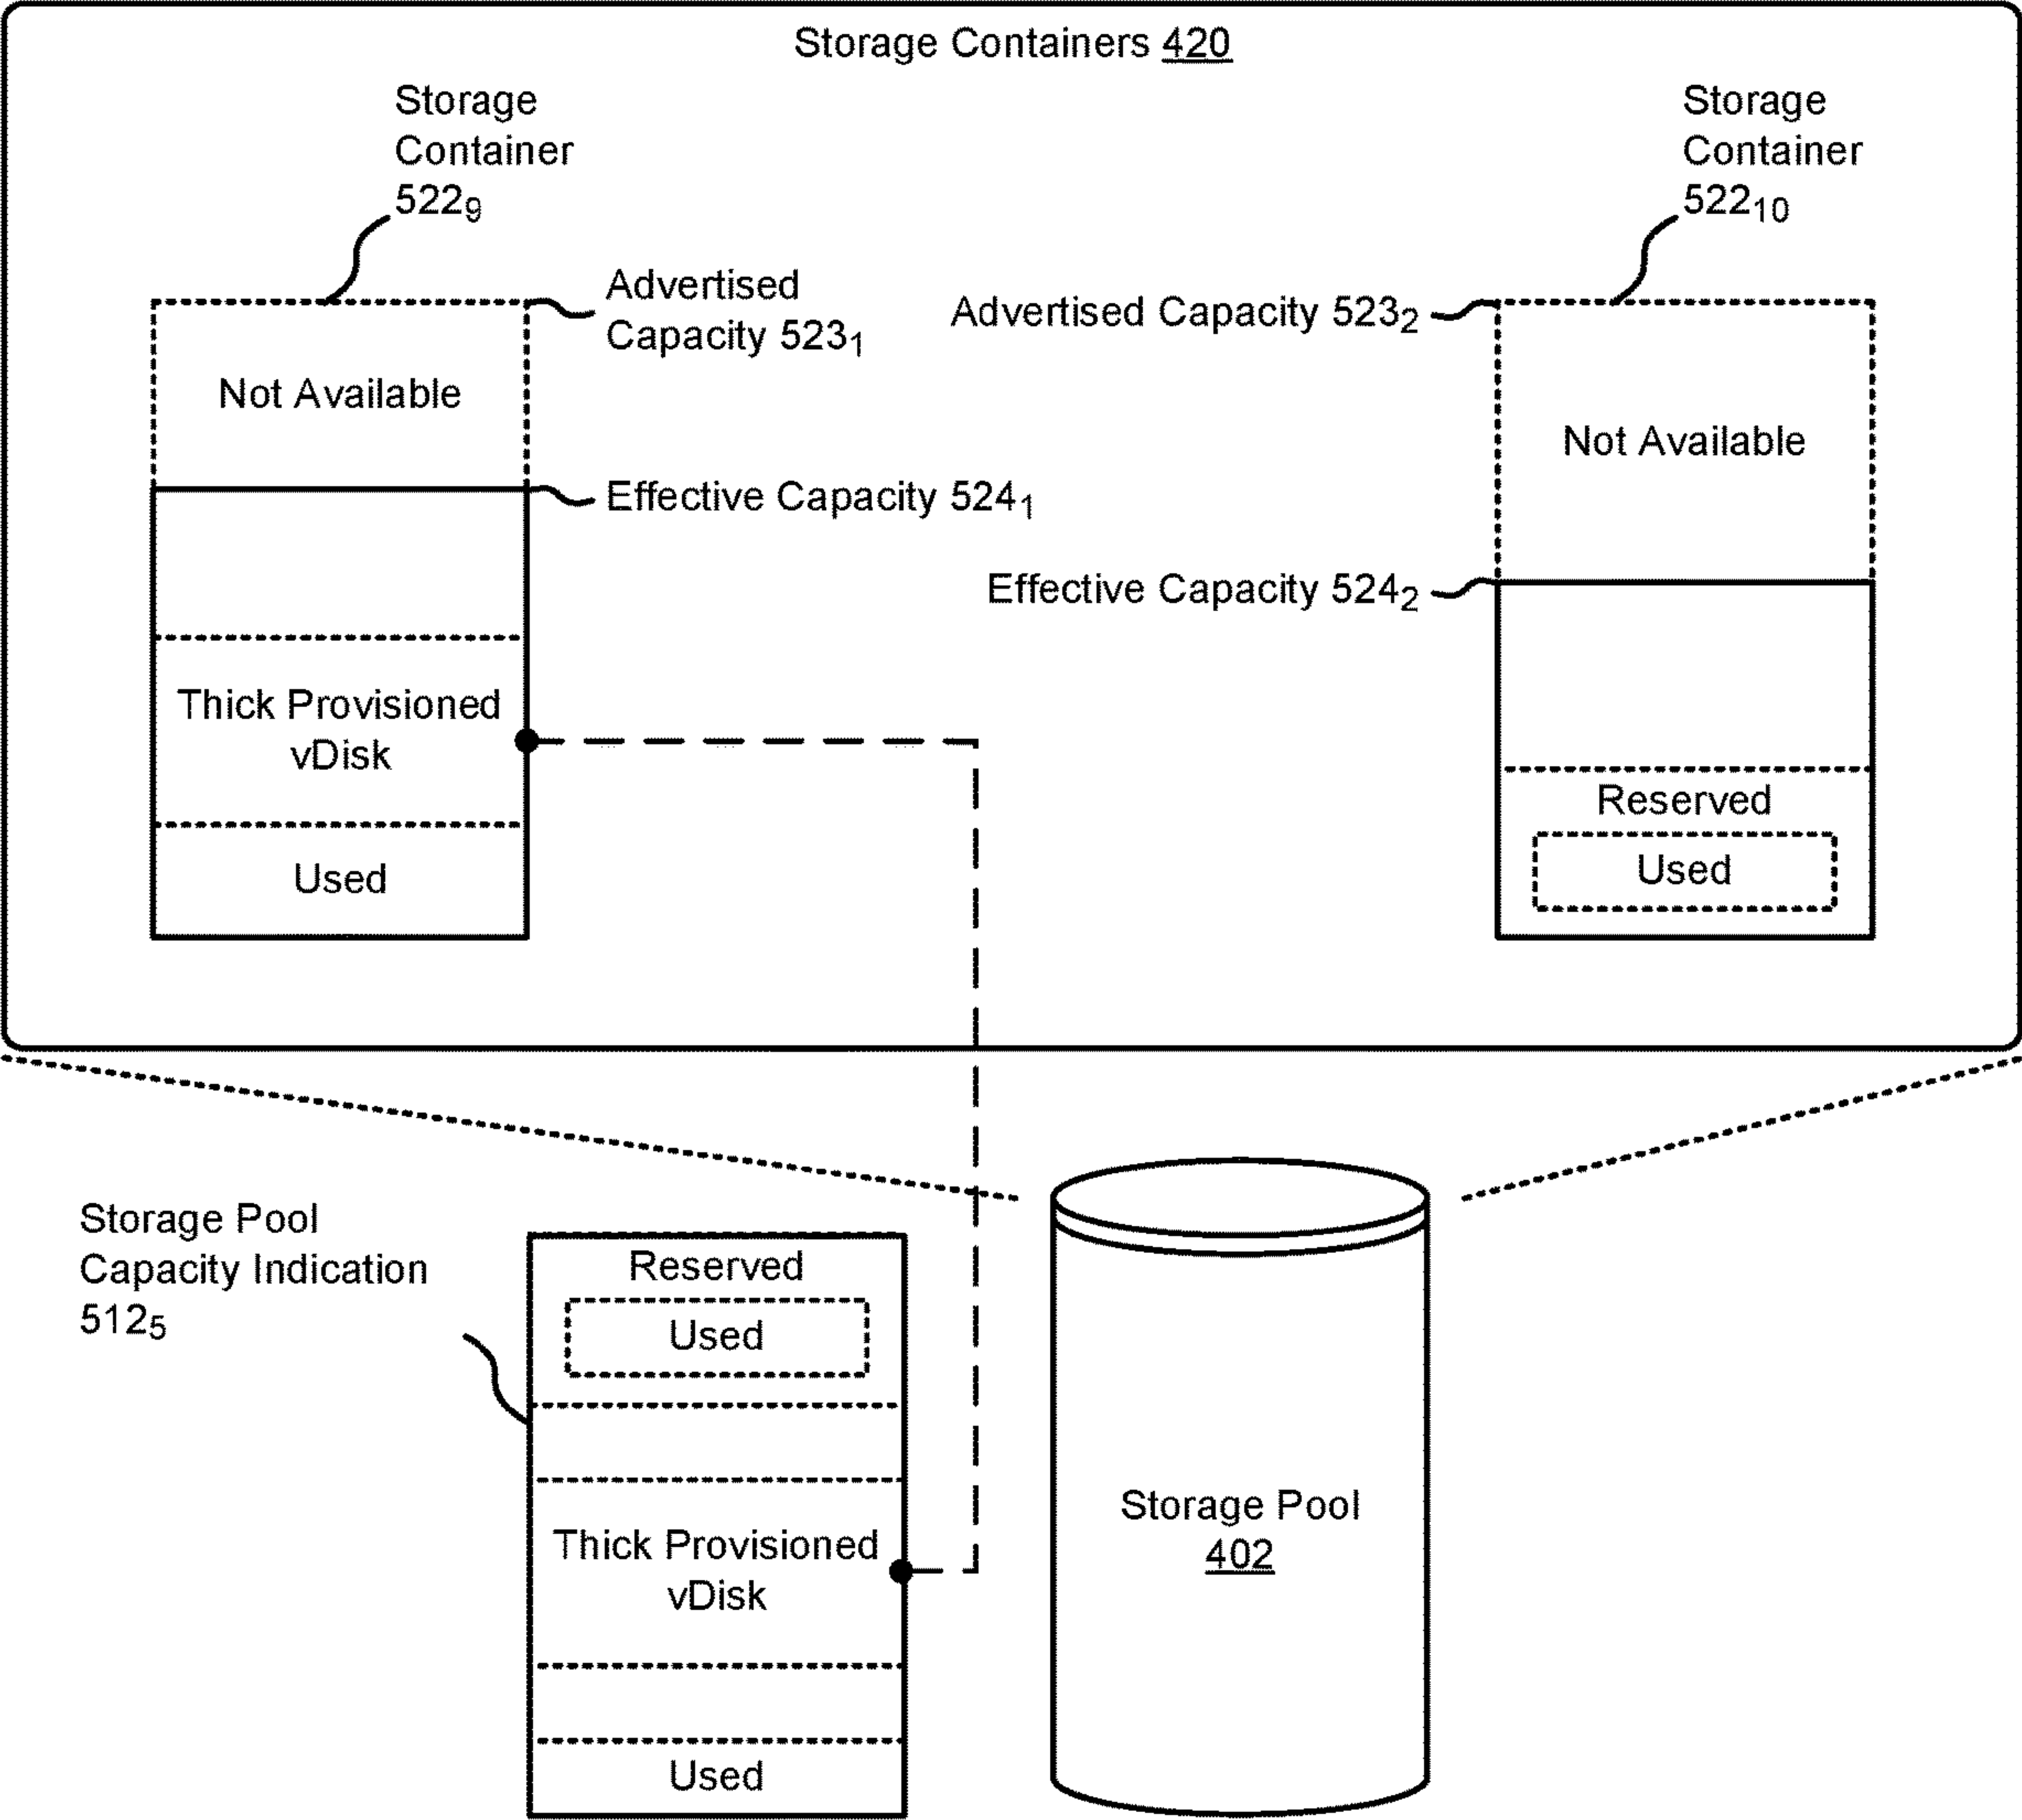 Storage Containers 420
Storage
Container
522₉
Storage
Container
522₁₀
Advertised
Capacity 523₁
Advertised Capacity 523₂
Not Available
Not Available
Effective Capacity 524₁
Effective Capacity 524₂
Thick Provisioned
vDisk
Reserved
Used
Used
Storage Pool
Capacity Indication
512₅
Reserved
Used
Thick Provisioned
vDisk
Used
Storage Pool
402